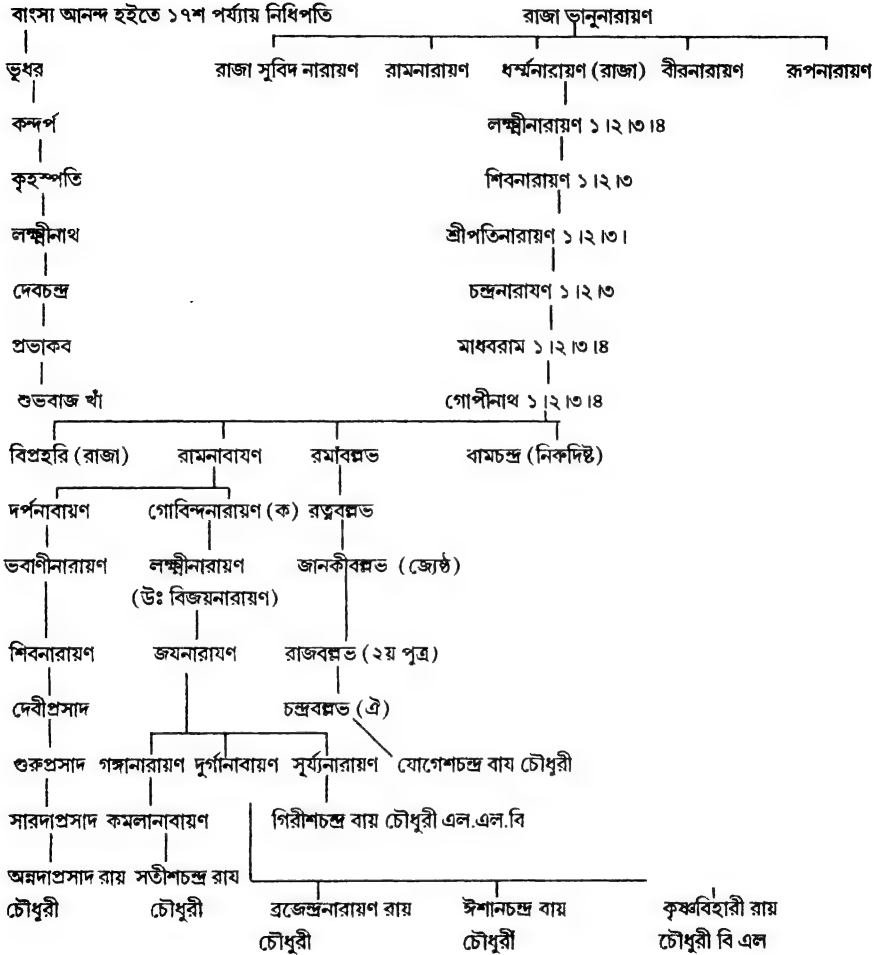 বাংসা আনন্দ হইতে ১৭শ পর্য্যায় নিধিপতি রাজা ভানুনারায়ণ
ভূধর রাজা সুবিদ নারায়ণ রামনারায়ণ ধর্ম্মনারায়ণ (রাজা) বীরনারায়ণ রূপনারায়ণ
কন্দর্প লক্ষ্মীনারায়ণ ১।২।৩।৪
কৃহস্পতি শিবনারায়ণ ১।২।৩
লক্ষ্মীনাথ শ্রীপতিনারায়ণ ১।২।৩।
দেবচন্দ্র চন্দ্রনারাযণ ১।২।৩
প্রভাকব মাধবরাম ১।২।৩।৪
শুভবাজ খাঁ গোপীনাথ ১।২।৩।৪
বিপ্রহরি (রাজা) রামনাবাযণ রমাবল্লভ বামচন্দ্র (নিরুদিষ্ট)
দর্পনাবায়ণ গোবিন্দনারায়ণ (ক) রত্নবল্লভ
ভবাণীনারায়ণ লক্ষ্মীনারায়ণ জানকীবল্লভ (জ্যেষ্ঠ)
(উঃ বিজয়নারায়ণ)
শিবনারায়ণ জযনারাযণ রাজবল্লভ (২য় পুত্র)
দেবীপ্রসাদ চন্দ্রবল্লভ (ঐ)
গুরুপ্রসাদ গঙ্গানারায়ণ দুর্গানাবায়ণ সূর্য্যনারায়ণ যোগেশচন্দ্র বায চৌধুরী
সারদাপ্রসাদ কমলানাবায়ণ গিরীশচন্দ্র বায় চৌধুরী এল.এল.বি
অন্নদাপ্রসাদ রায় সতীশচন্দ্র রায
চৌধুরী চৌধুরী ব্রজেন্দ্রনারায়ণ রায় ঈশানচন্দ্র বায় কৃষ্ণবিহারী রায়
চৌধুরী চৌধুরী চৌধুরী বি এল